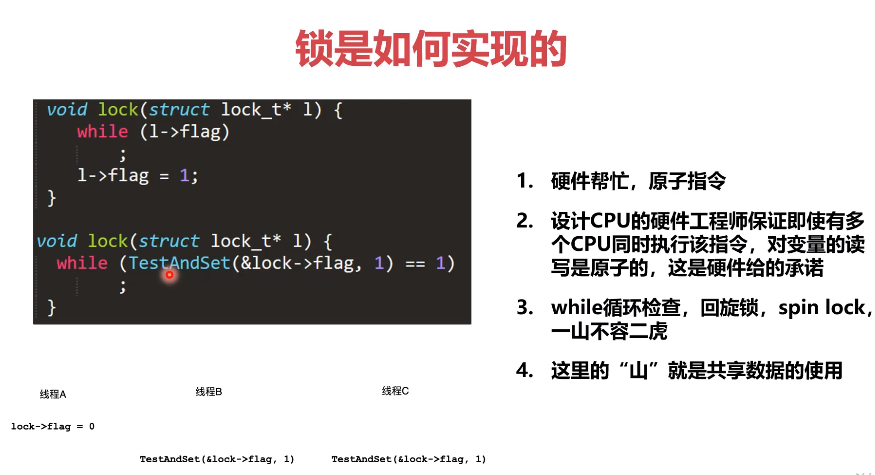 锁是如何实现的
void lock(struct lock_t* l) {
while (l->flag)
;
l->flag = 1;
}
void lock(struct lock_t* l) {
while (TestAndSet(&lock->flag, 1) == 1)
;
}
1. 硬件帮忙，原子指令
2. 设计CPU的硬件工程师保证即使有多
个CPU同时执行该指令，对变量的读
写是原子的，这是硬件给的承诺
3. while循环检查，回旋锁，spin lock，
一山不容二虎
4. 这里的“山”就是共享数据的使用
线程A
线程B
线程C
lock->flag = 0
TestAndSet(&lock->flag, 1)
TestAndSet(&lock->flag, 1)